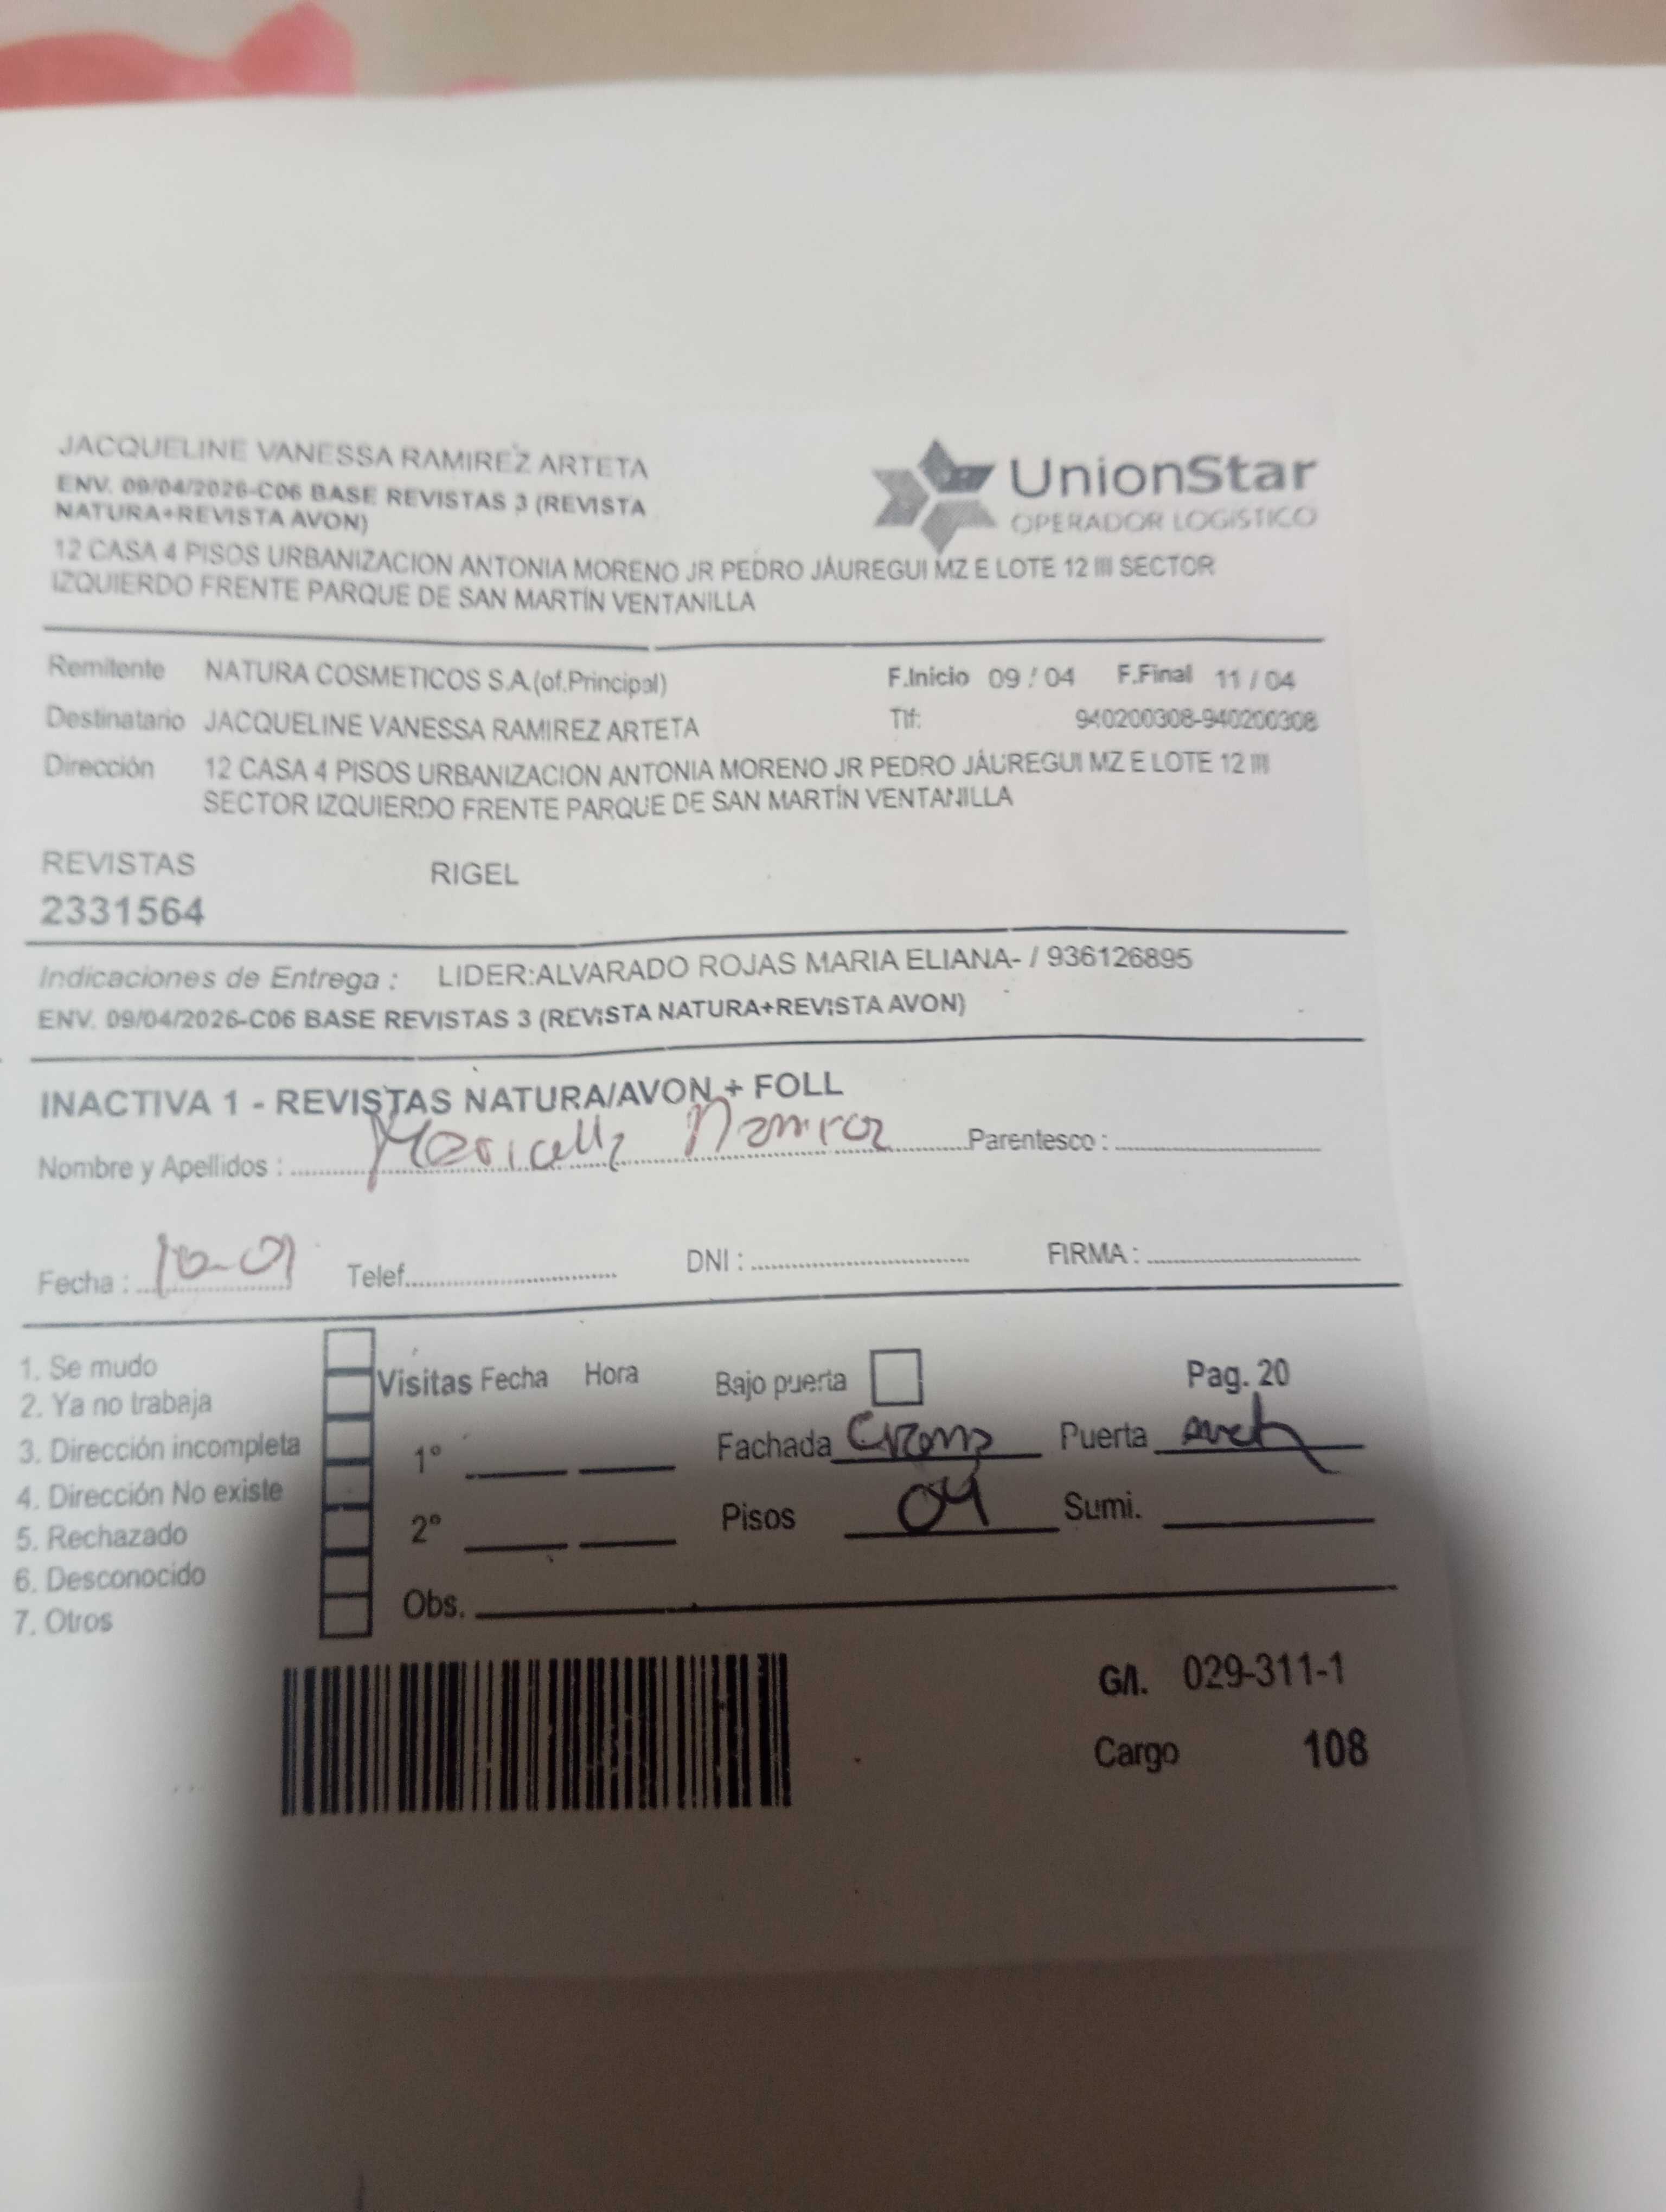 JACQUELINE VANESSA RAMIREZ ARTETA
ENV. 09/04/2026-C06 BASE REVISTAS 3 (REVISTA
NATURA+REVISTA AVON)
UnionStar
OPERADOR LOGÍSTICO
12 CASA 4 PISOS URBANIZACION ANTONIA MORENO JR PEDRO JÁUREGUI MZ E LOTE 12 III SECTOR
IZQUIERDO FRENTE PARQUE DE SAN MARTÍN VENTANILLA
Remitente NATURA COSMETICOS S.A.(of.Principal) F.Inicio 09 / 04 F.Final 11 / 04
Destinatario JACQUELINE VANESSA RAMIREZ ARTETA Tlf: 940200308-940200308
Dirección 12 CASA 4 PISOS URBANIZACION ANTONIA MORENO JR PEDRO JÁUREGUI MZ E LOTE 12 III
SECTOR IZQUIERDO FRENTE PARQUE DE SAN MARTÍN VENTANILLA
REVISTAS RIGEL
2331564
Indicaciones de Entrega : LIDER:ALVARADO ROJAS MARIA ELIANA- / 936126895
ENV. 09/04/2026-C06 BASE REVISTAS 3 (REVISTA NATURA+REVISTA AVON)
INACTIVA 1 - REVISTAS NATURA/AVON + FOLL
Nombre y Apellidos : Ramirez Parentesco :
Fecha : Telef. DNI : FIRMA :
1. Se mudo
2. Ya no trabaja
3. Dirección incompleta
4. Dirección No existe
5. Rechazado
6. Desconocido
7. Otros
Visitas Fecha Hora Bajo puerta Pag. 20
1° Fachada Puerta
2° Pisos 04 Sumi.
Obs.
G/I. 029-311-1
Cargo 108